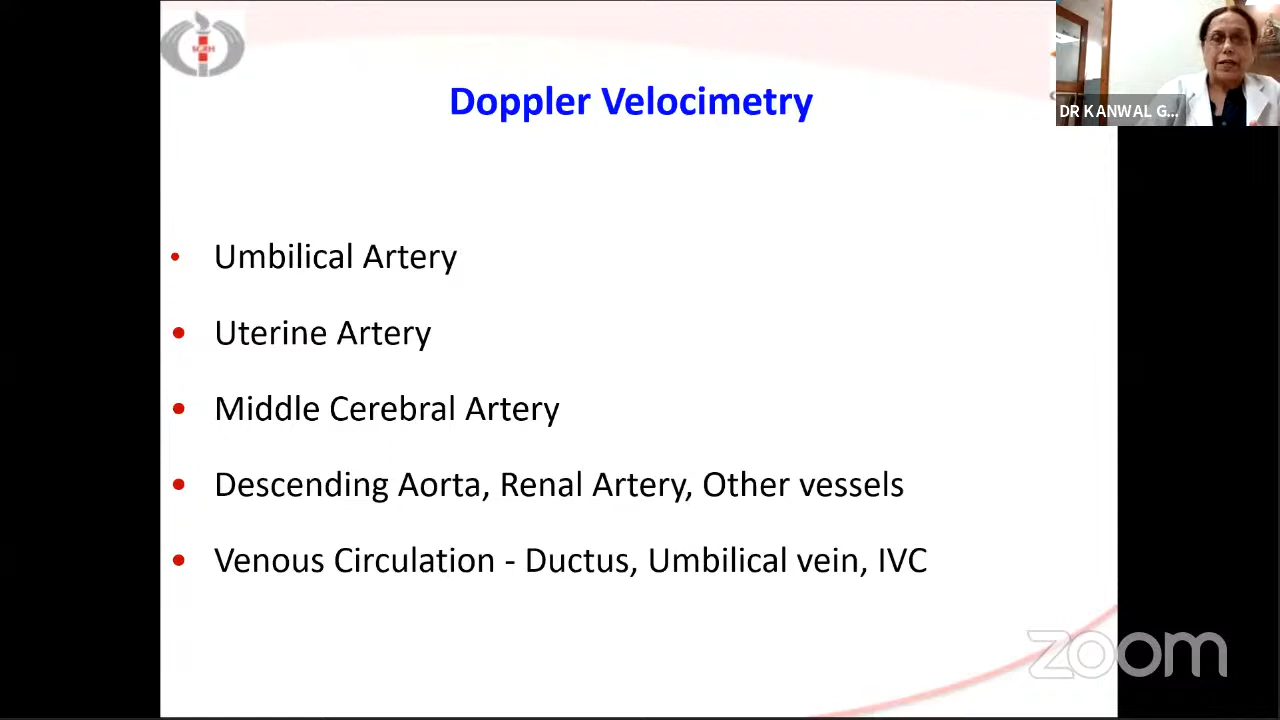 SGRH
Doppler Velocimetry
DR KANWAL G...
• Umbilical Artery
• Uterine Artery
• Middle Cerebral Artery
• Descending Aorta, Renal Artery, Other vessels
• Venous Circulation - Ductus, Umbilical vein, IVC
zoom